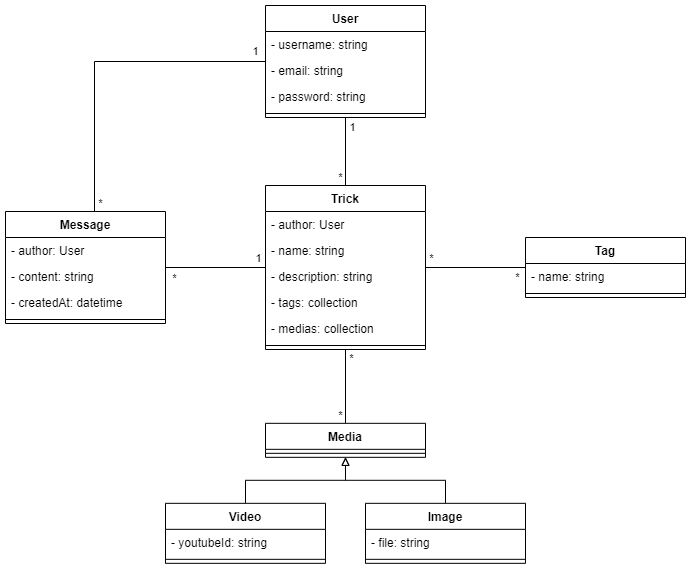 User
- username: string
- email: string
- password: string
1
1
*
*
Message
- author: User
- content: string
- createdAt: datetime
*
1
Trick
- author: User
- name: string
- description: string
- tags: collection
- medias: collection
*
*
Tag
- name: string
*
*
Media
Video
- youtubeId: string
Image
- file: string